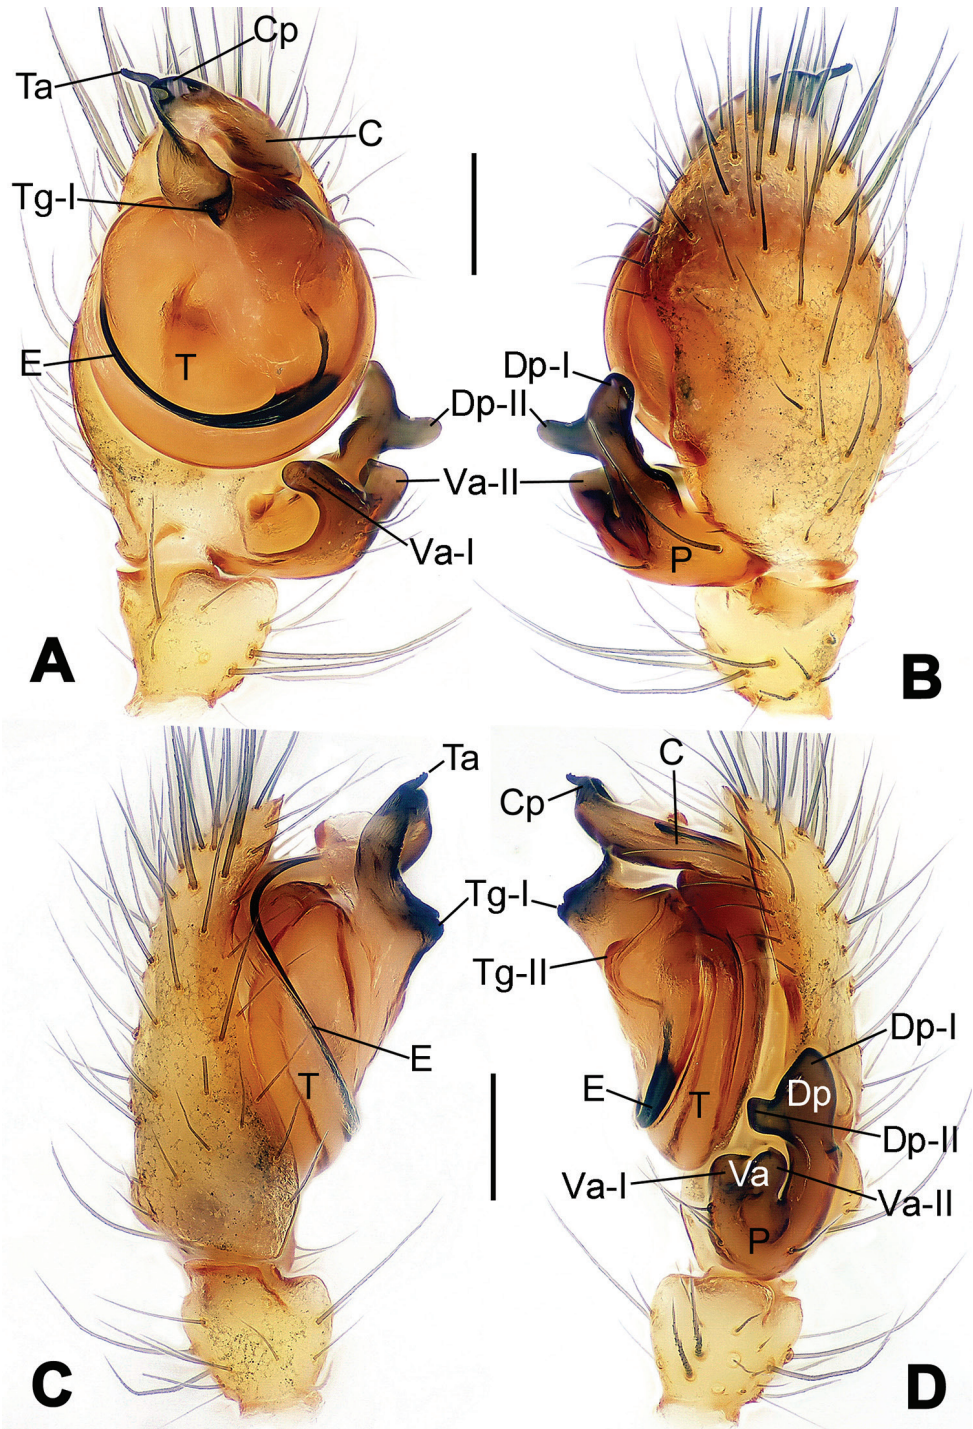 Cp
Ta
C
Tg-I
E
T
Dp-I
Dp-II
Va-II
Va-I
P
A
B
Ta
C
Cp
Tg-I
Tg-II
E
T
E
T
Dp-I
Dp
Dp-II
Va-I
Va
Va-II
P
C
D